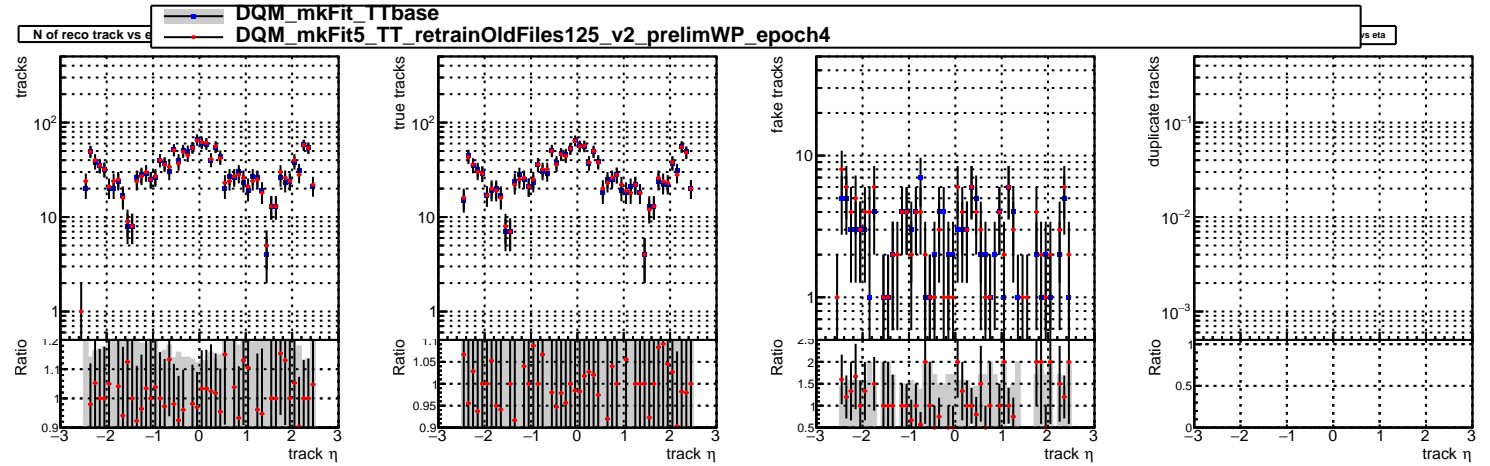 DQM_mkFit_TTbase
DQM_mkFit5_TT_retrainOldFiles125_v2_prelimWP_epoch4
N of reco track vs e
vs eta
tracks
10²
10
1
Ratio
1.2
1.1
1
0.9
−3 −2 −1 0 1 2 3
track η
true tracks
10²
10
1
Ratio
1.1
1.05
1
0.95
0.9
−3 −2 −1 0 1 2 3
track η
fake tracks
10
1
Ratio
2.5
2
1.5
1
0.5
−3 −2 −1 0 1 2 3
track η
duplicate tracks
10⁻¹
10⁻²
10⁻³
Ratio
1
0.5
0
−3 −2 −1 0 1 2 3
track η